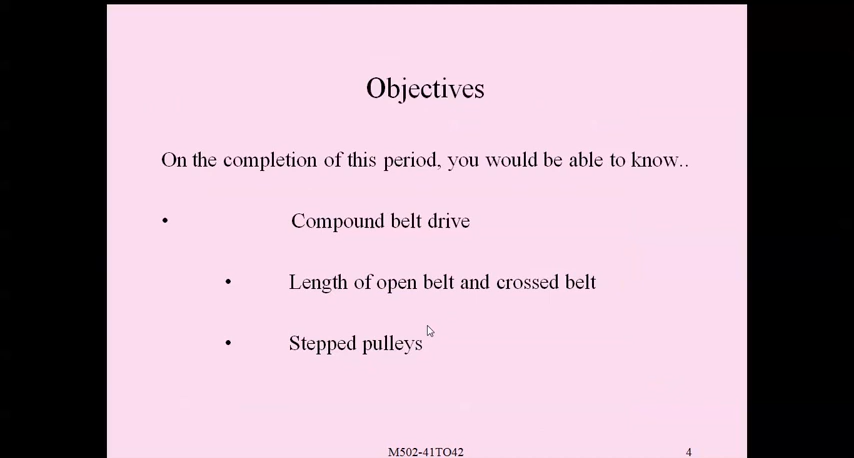 Objectives
On the completion of this period, you would be able to know..
• Compound belt drive
• Length of open belt and crossed belt
• Stepped pulleys
M502-41TO42 4